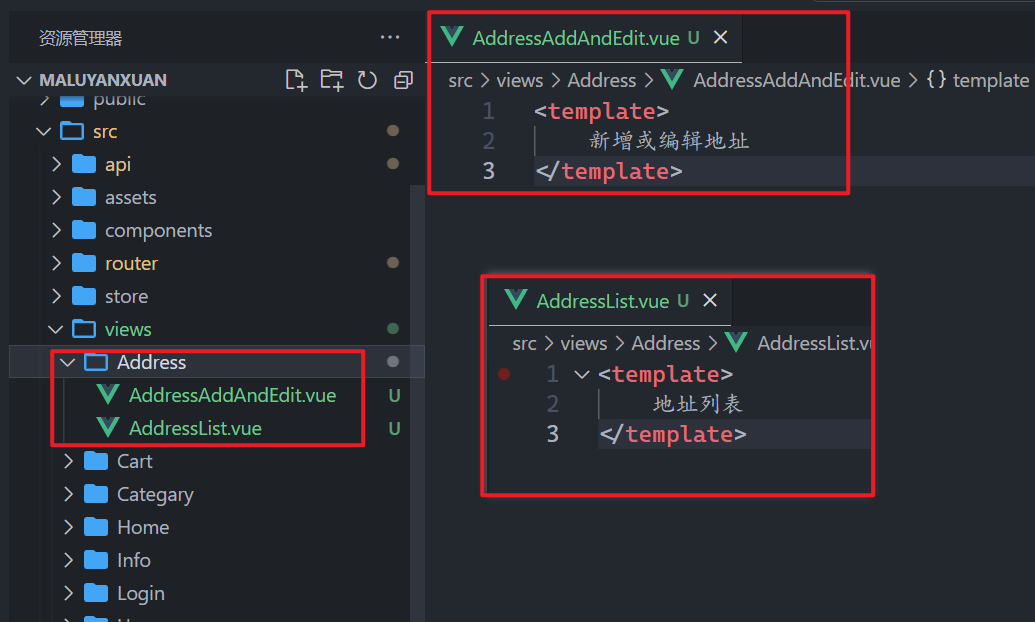 资源管理器 ···
MALUYANXUAN
public
src
api
assets
components
router
store
views
Address
AddressAddAndEdit.vue U
AddressList.vue U
Cart
Categary
Home
Info
Login
AddressAddAndEdit.vue U ×
src > views > Address > AddressAddAndEdit.vue > {} template
1 <template>
2 新增或编辑地址
3 </template>
AddressList.vue U ×
src > views > Address > AddressList.v
1 <template>
2 地址列表
3 </template>